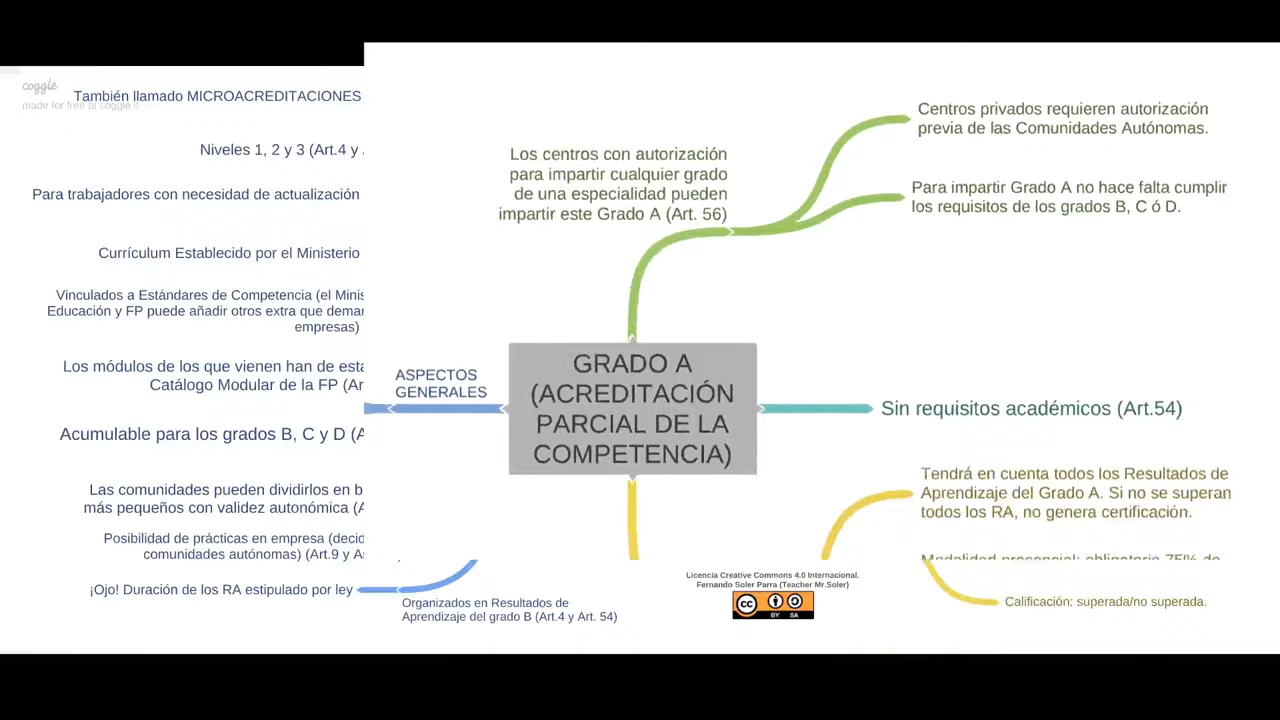 coggle
made for free at coggle.it
También llamado MICROACREDITACIONES
Niveles 1, 2 y 3 (Art.4 y
Para trabajadores con necesidad de actualización
Currículum Establecido por el Ministerio
Vinculados a Estándares de Competencia (el
Educación y FP puede añadir otros extra que
empresas)
Los módulos de los que vienen han de
Catálogo Modular de la FP
Acumulable para los grados B, C y D
Las comunidades pueden dividirlos en
más pequeños con validez autonómica
Posibilidad de prácticas en empresa
comunidades autónomas) (Art.9 y
¡Ojo! Duración de los RA estipulado por ley
ASPECTOS
GENERALES
Organizados en Resultados de
Aprendizaje del grado B (Art.4 y Art. 54)
Los centros con autorización
para impartir cualquier grado
de una especialidad pueden
impartir este Grado A (Art. 56)
Centros privados requieren autorización
previa de las Comunidades Autónomas.
Para impartir Grado A no hace falta cumplir
los requisitos de los grados B, C ó D.
GRADO A
(ACREDITACIÓN
PARCIAL DE LA
COMPETENCIA)
Sin requisitos académicos (Art.54)
Tendrá en cuenta todos los Resultados de
Aprendizaje del Grado A. Si no se superan
todos los RA, no genera certificación.
Modalidad presencial: obligatorio 75% de
Calificación: superada/no superada.
Licencia Creative Commons 4.0 Internacional.
Fernando Soler Parra (Teacher Mr.Soler)
cc
BY SA